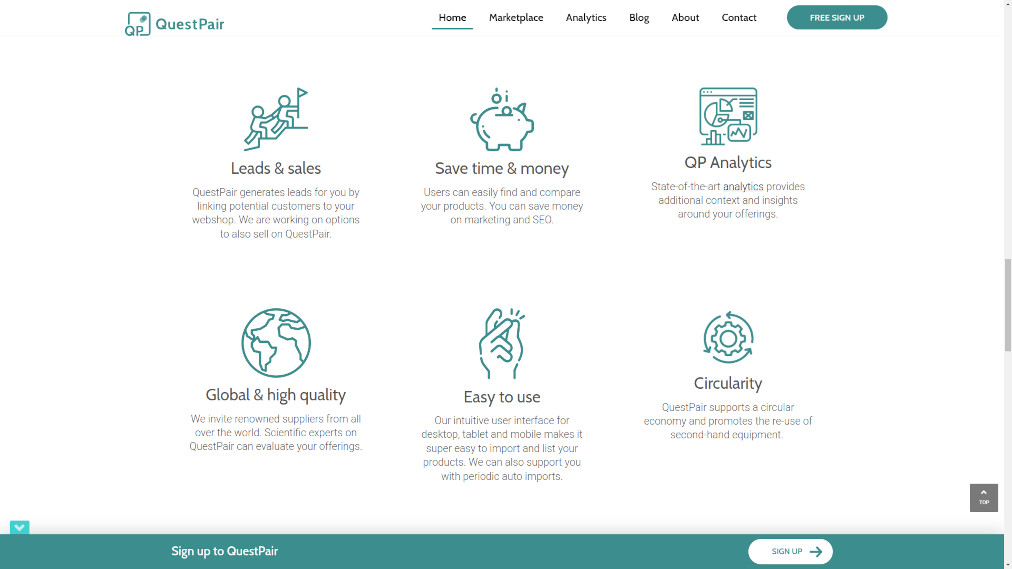 QP QuestPair
Home Marketplace Analytics Blog About Contact FREE SIGN UP
Leads & sales
QuestPair generates leads for you by
linking potential customers to your
webshop. We are working on options
to also sell on QuestPair.
Save time & money
Users can easily find and compare
your products. You can save money
on marketing and SEO.
QP Analytics
State-of-the-art analytics provides
additional context and insights
around your offerings.
Global & high quality
We invite renowned suppliers from all
over the world. Scientific experts on
QuestPair can evaluate your offerings.
Easy to use
Our intuitive user interface for
desktop, tablet and mobile makes it
super easy to import and list your
products. We can also support you
with periodic auto imports.
Circularity
QuestPair supports a circular
economy and promotes the re-use of
second-hand equipment.
TOP
Sign up to QuestPair
SIGN UP